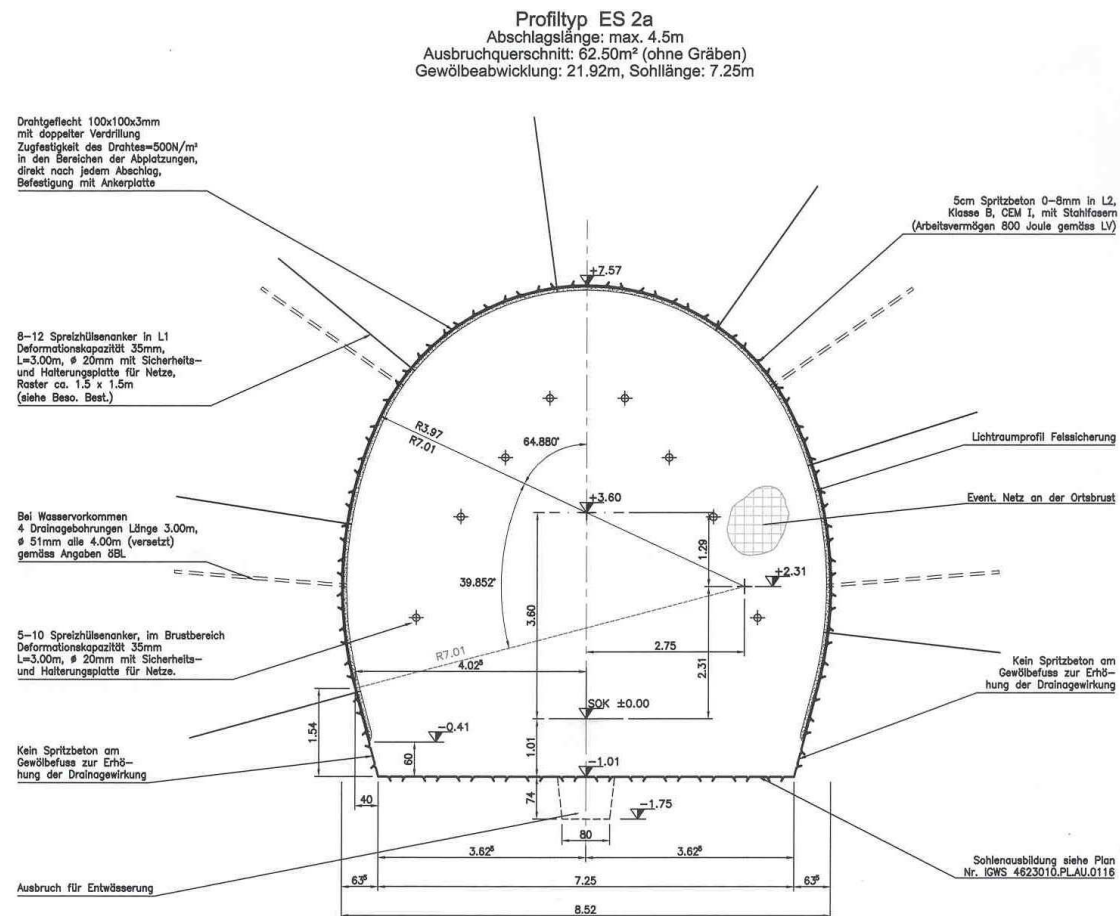 Profiltyp ES 2a
Abschlagslänge: max. 4.5m
Ausbruchquerschnitt: 62.50m² (ohne Gräben)
Gewölbeabwicklung: 21.92m, Sohllänge: 7.25m
Drahtgeflecht 100x100x3mm
mit doppelter Verdrillung
Zugfestigkeit des Drahtes=500N/m²
in den Bereichen der Abplatzungen,
direkt nach jedem Abschlag,
Befestigung mit Ankerplatte
5cm Spritzbeton 0-8mm in L2,
Klasse B, CEM I, mit Stahlfasern
(Arbeitsvermögen 800 Joule gemäss LV)
+7.57
8-12 Spreizhülsenanker in L1
Deformationskapazität 35mm,
L=3.00m, ø 20mm mit Sicherheits-
und Halterungsplatte für Netze,
Raster ca. 1.5 x 1.5m
(siehe Beso. Best.)
R3.97
R7.01
64.880°
Lichtraumprofil Felssicherung
Event. Netz an der Ortsbrust
+3.60
Bei Wasservorkommen
4 Drainagebohrungen Länge 3.00m,
ø 51mm alle 4.00m (versetzt)
gemäss Angaben öBL
1.29
39.852°
+2.31
3.60
5-10 Spreizhülsenanker, im Brustbereich
Deformationskapazität 35mm
L=3.00m, ø 20mm mit Sicherheits-
und Halterungsplatte für Netze.
R7.01
4.02⁵
2.75
2.31
Kein Spritzbeton am
Gewölbefuss zur Erhö-
hung der Drainagewirkung
SOK ±0.00
-0.41
1.54
60
1.01
Kein Spritzbeton am
Gewölbefuss zur Erhö-
hung der Drainagewirkung
-1.01
40
74
-1.75
80
3.62⁵
3.62⁵
Ausbruch für Entwässerung
63⁵
7.25
63⁵
Sohlenausbildung siehe Plan
Nr. IGWS 4623010.PL.AU.0116
8.52